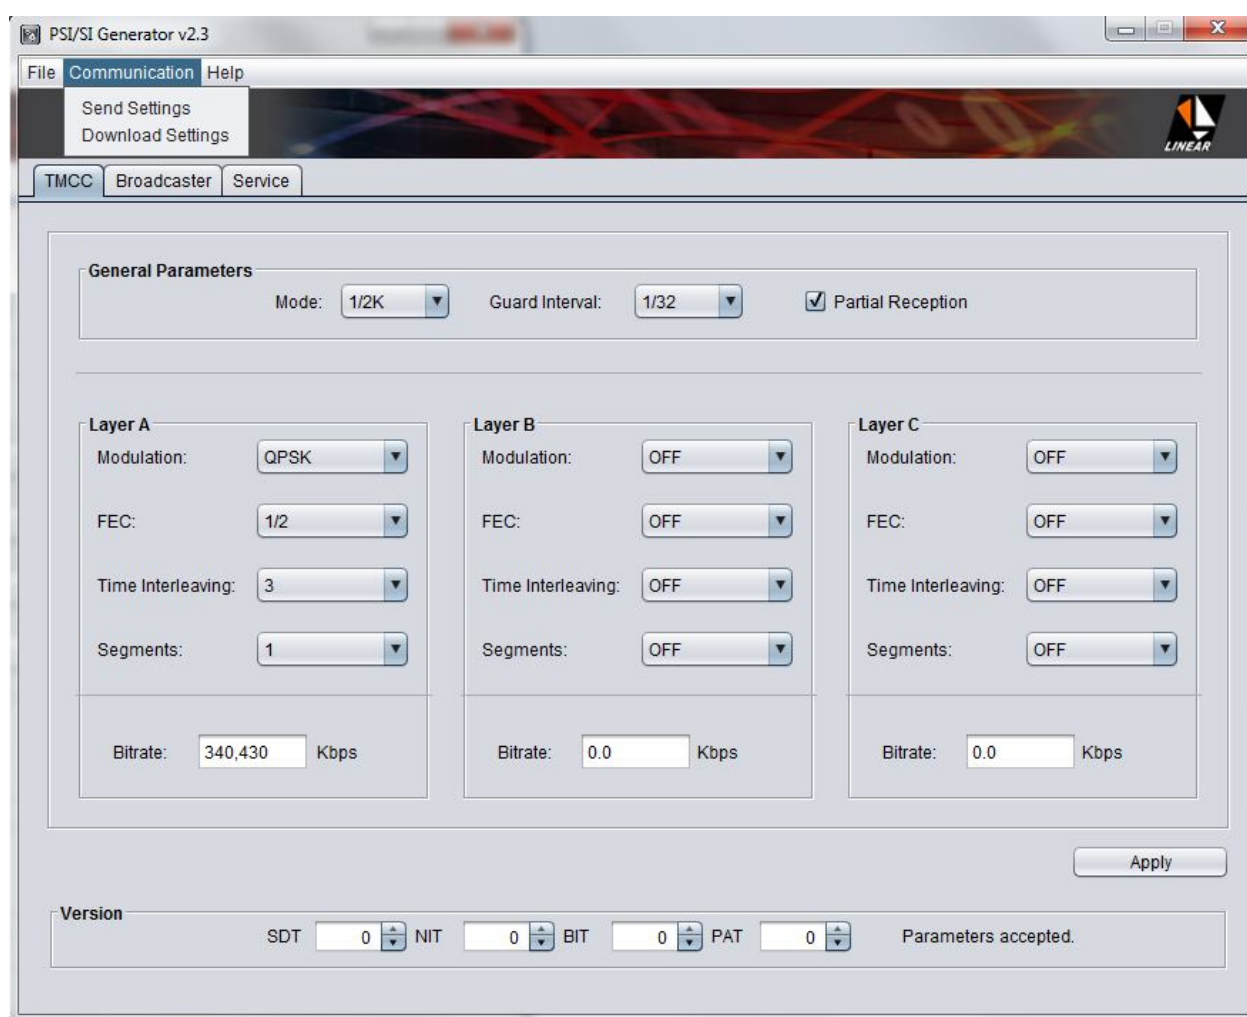 PSI/SI Generator v2.3
File Communication Help
Send Settings
Download Settings
LINEAR
TMCC Broadcaster Service
General Parameters
Mode: 1/2K Guard Interval: 1/32 Partial Reception
Layer A Layer B Layer C
Modulation: QPSK Modulation: OFF Modulation: OFF
FEC: 1/2 FEC: OFF FEC: OFF
Time Interleaving: 3 Time Interleaving: OFF Time Interleaving: OFF
Segments: 1 Segments: OFF Segments: OFF
Bitrate: 340,430 Kbps Bitrate: 0.0 Kbps Bitrate: 0.0 Kbps
Apply
Version
SDT 0 NIT 0 BIT 0 PAT 0 Parameters accepted.